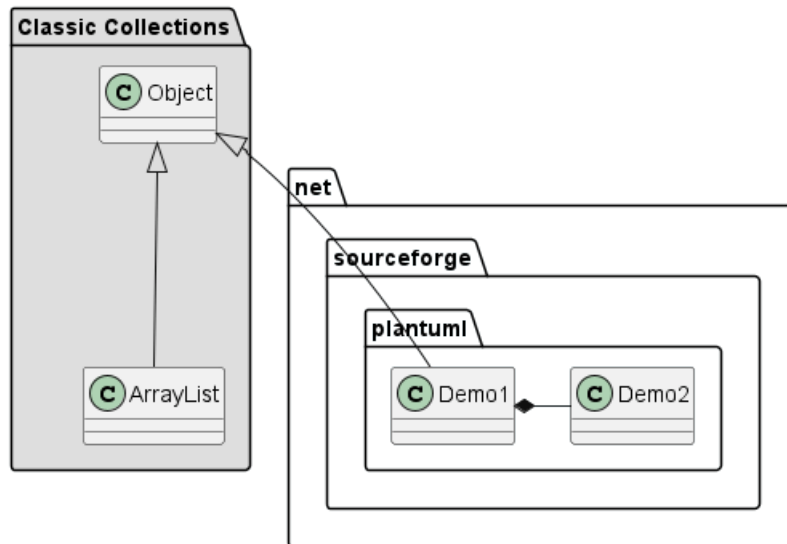 Classic Collections
C Object
net
sourceforge
plantuml
C ArrayList
C Demo1
C Demo2